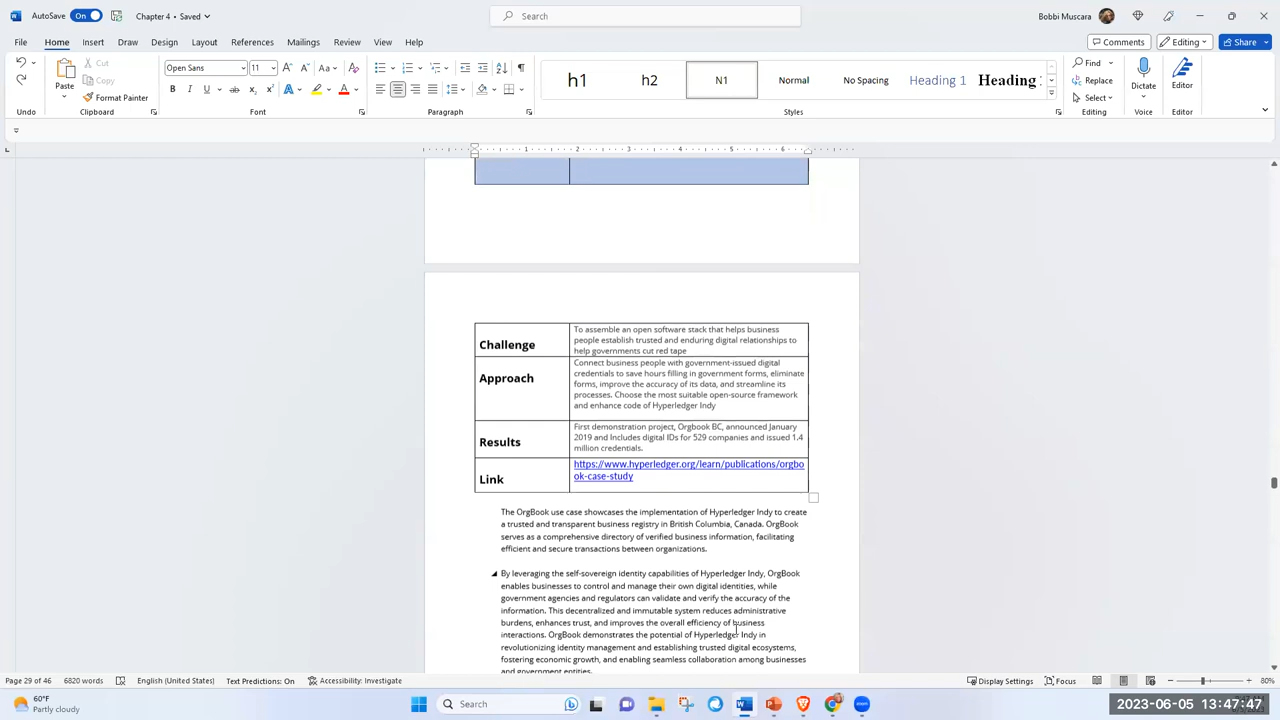 AutoSave On Chapter 4 • Saved Search Bobbi Muscara
File Home Insert Draw Design Layout References Mailings Review View Help Comments Editing Share
Paste Cut Copy Format Painter
Open Sans 11
h1 h2 N1 Normal No Spacing Heading 1 Heading
Find Replace Select Dictate Editor
Undo Clipboard Font Paragraph Styles Editing Voice Editor
1 2 3 4 5 6
Challenge
To assemble an open software stack that helps business
people establish trusted and enduring digital relationships to
help governments cut red tape
Approach
Connect business people with government-issued digital
credentials to save hours filling in government forms, eliminate
forms, improve the accuracy of its data, and streamline its
processes. Choose the most suitable open-source framework
and enhance code of Hyperledger Indy
Results
First demonstration project, Orgbook BC, announced January
2019 and Includes digital IDs for 529 companies and issued 1.4
million credentials.
Link
https://www.hyperledger.org/learn/publications/orgbo
ok-case-study
The OrgBook use case showcases the implementation of Hyperledger Indy to create
a trusted and transparent business registry in British Columbia, Canada. OrgBook
serves as a comprehensive directory of verified business information, facilitating
efficient and secure transactions between organizations.
By leveraging the self-sovereign identity capabilities of Hyperledger Indy, OrgBook
enables businesses to control and manage their own digital identities, while
government agencies and regulators can validate and verify the accuracy of the
information. This decentralized and immutable system reduces administrative
burdens, enhances trust, and improves the overall efficiency of business
interactions. OrgBook demonstrates the potential of Hyperledger Indy in
revolutionizing identity management and establishing trusted digital ecosystems,
fostering economic growth, and enabling seamless collaboration among businesses
and government entities.
Page 29 of 46 6820 words English (United States) Text Predictions: On Accessibility: Investigate Display Settings Focus 80%
60°F
Partly cloudy
Search
2023-06-05 13:47:47